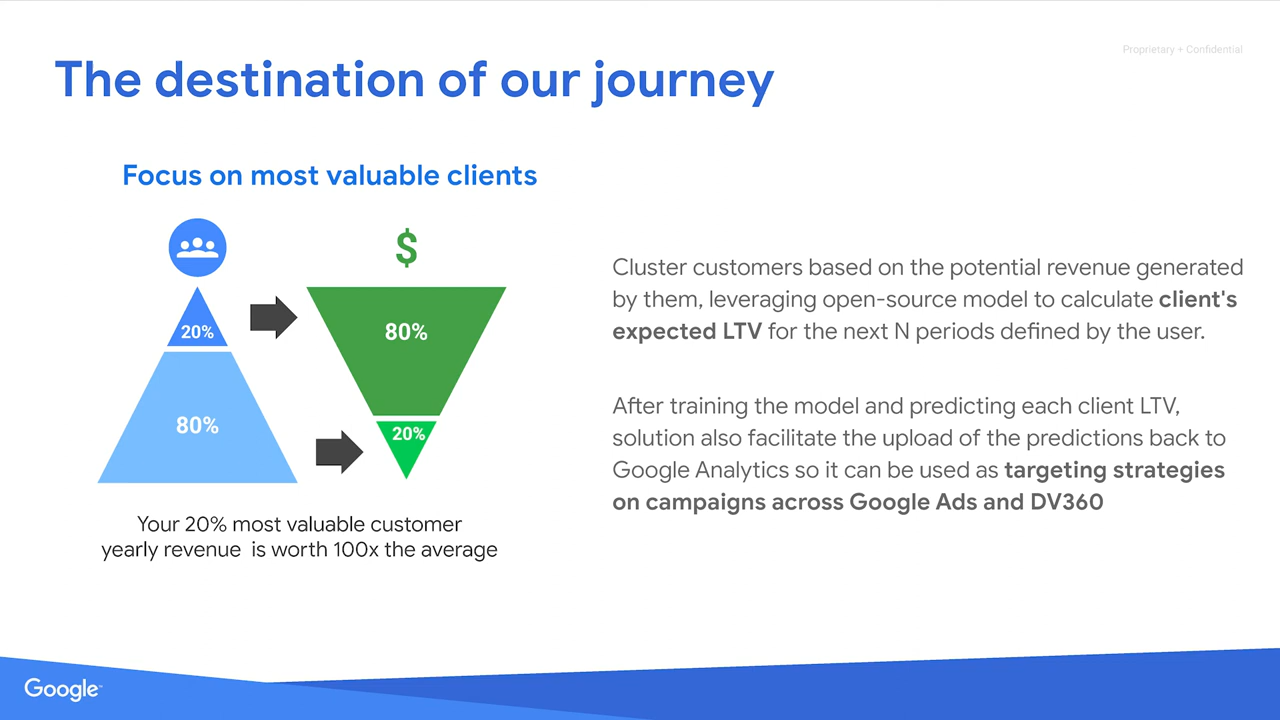 Proprietary + Confidential
The destination of our journey
Focus on most valuable clients
$
20%
80%
80%
20%
Your 20% most valuable customer
yearly revenue is worth 100x the average
Cluster customers based on the potential revenue generated
by them, leveraging open-source model to calculate client's
expected LTV for the next N periods defined by the user.
After training the model and predicting each client LTV,
solution also facilitate the upload of the predictions back to
Google Analytics so it can be used as targeting strategies
on campaigns across Google Ads and DV360
Google